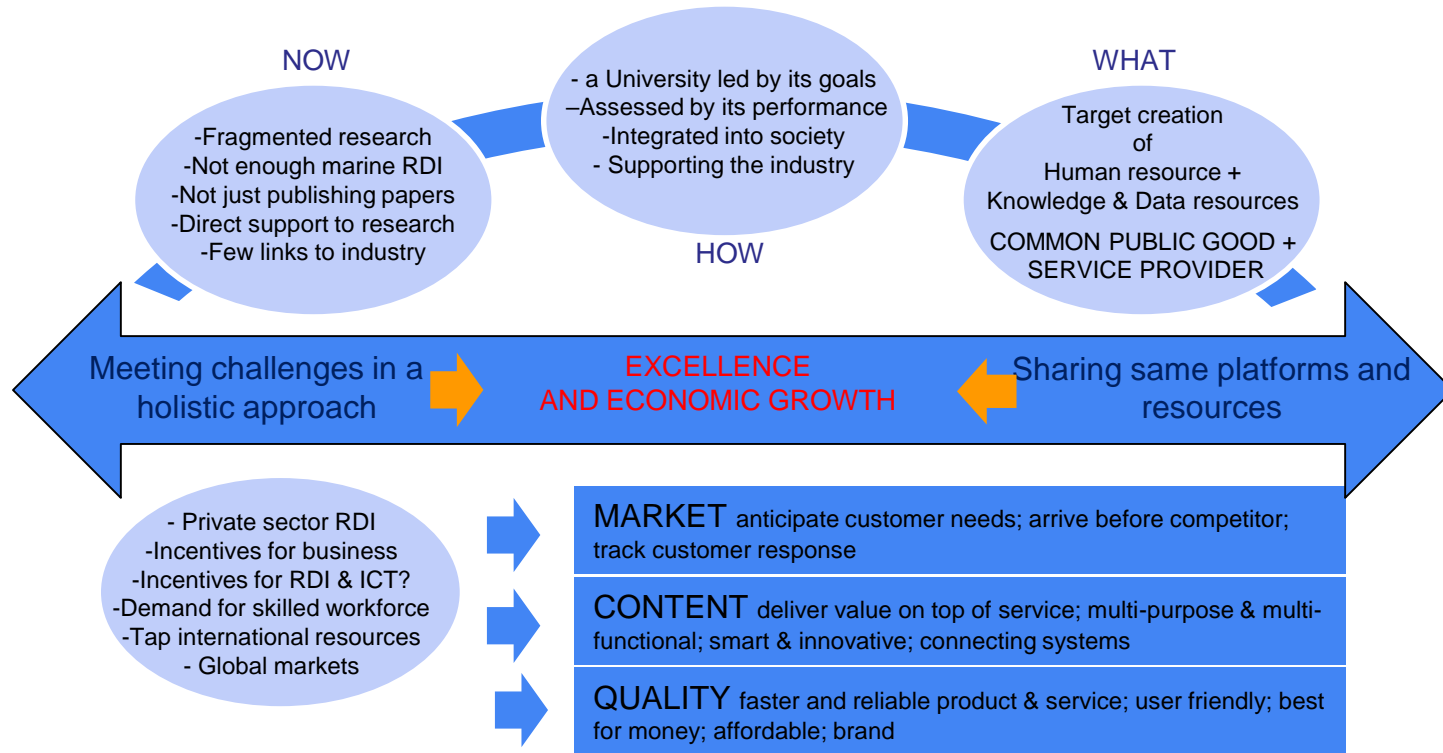 NOW
-Fragmented research
-Not enough marine RDI
-Not just publishing papers
-Direct support to research
-Few links to industry
- a University led by its goals
–Assessed by its performance
-Integrated into society
- Supporting the industry
HOW
WHAT
Target creation
of
Human resource +
Knowledge & Data resources
COMMON PUBLIC GOOD +
SERVICE PROVIDER
Meeting challenges in a
holistic approach
EXCELLENCE
AND ECONOMIC GROWTH
Sharing same platforms and
resources
- Private sector RDI
-Incentives for business
-Incentives for RDI & ICT?
-Demand for skilled workforce
-Tap international resources
- Global markets
MARKET anticipate customer needs; arrive before competitor;
track customer response
CONTENT deliver value on top of service; multi-purpose & multi-
functional; smart & innovative; connecting systems
QUALITY faster and reliable product & service; user friendly; best
for money; affordable; brand